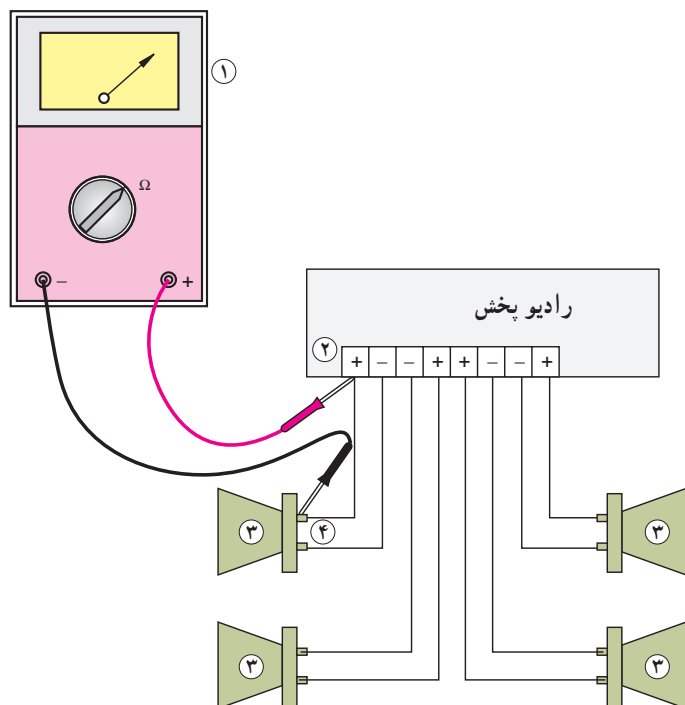 ۱
Ω
− +
رادیو پخش
۲
+ − − + + − − +
۳ ۴ ۳
۳ ۳